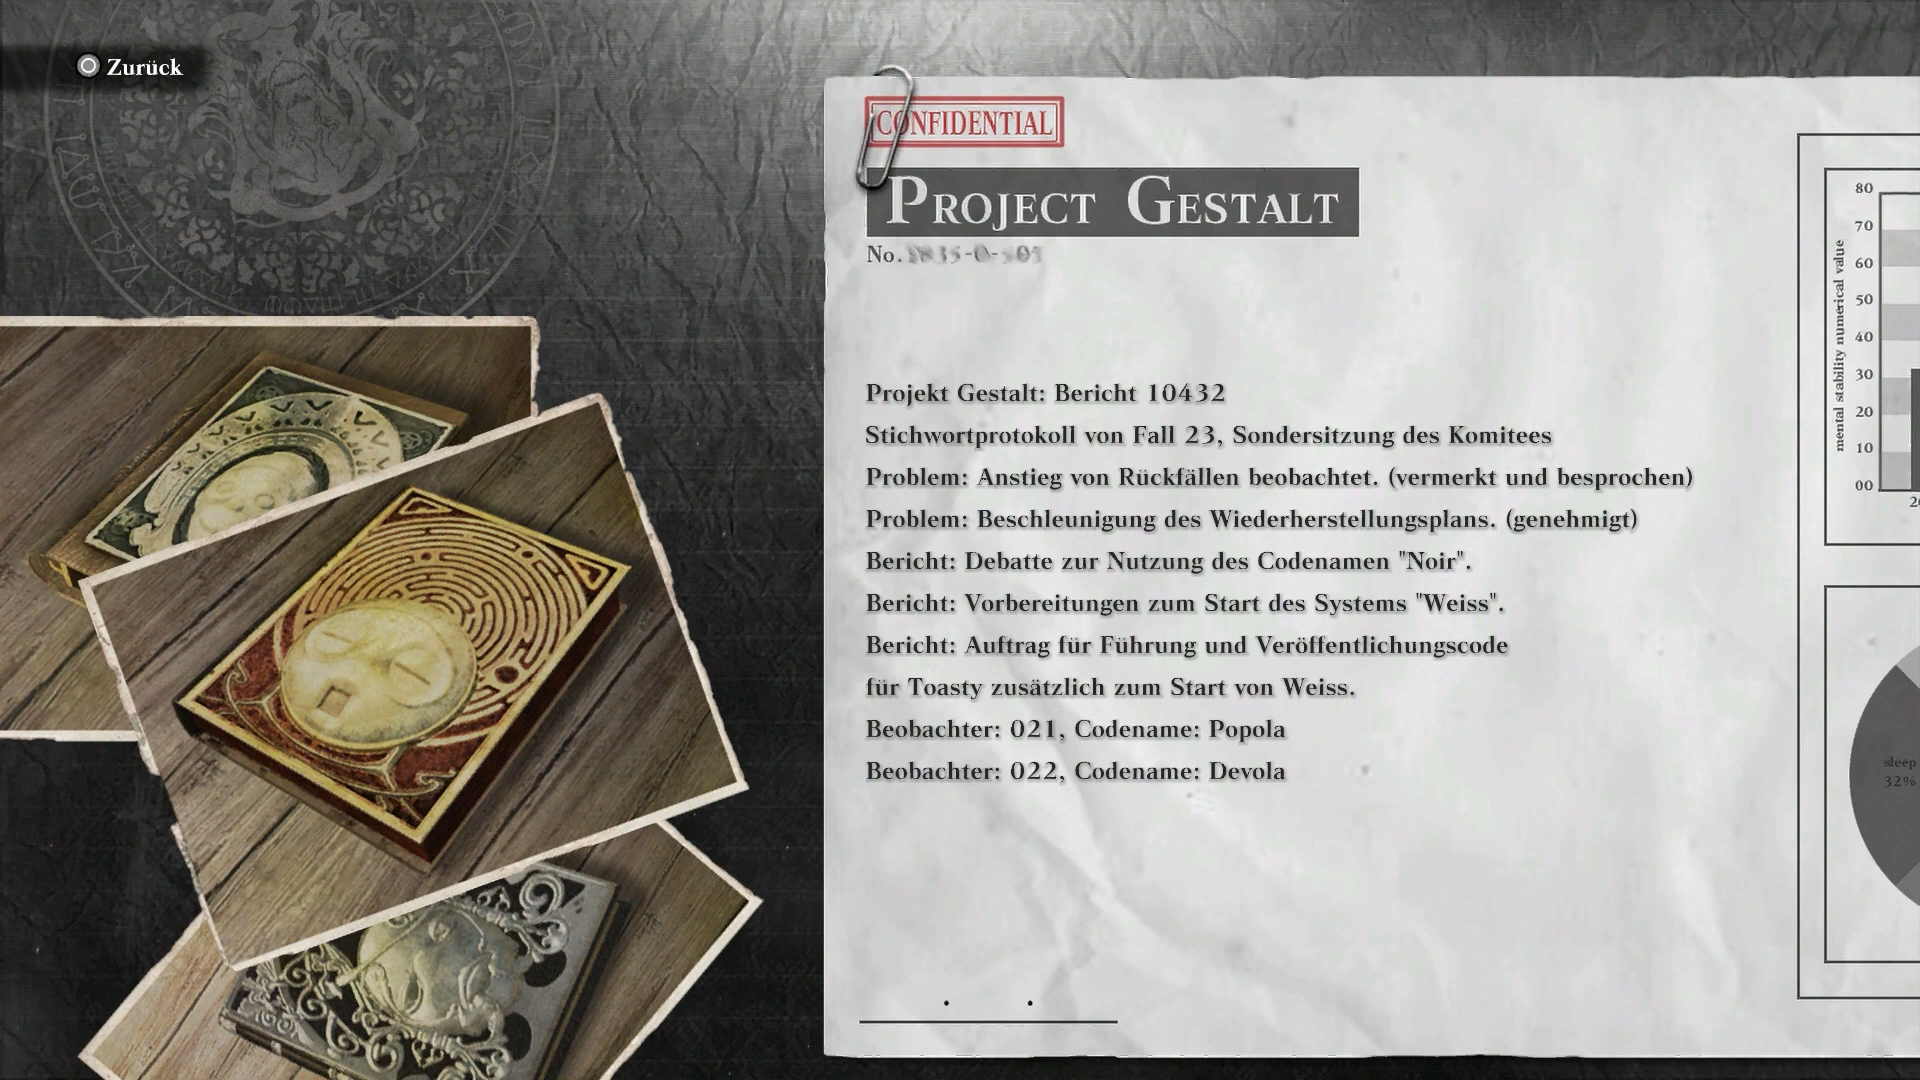 Zurück
CONFIDENTIAL
PROJECT GESTALT
No.
Projekt Gestalt: Bericht 10432
Stichwortprotokoll von Fall 23, Sondersitzung des Komitees
Problem: Anstieg von Rückfällen beobachtet. (vermerkt und besprochen)
Problem: Beschleunigung des Wiederherstellungsplans. (genehmigt)
Bericht: Debatte zur Nutzung des Codenamen "Noir".
Bericht: Vorbereitungen zum Start des Systems "Weiss".
Bericht: Auftrag für Führung und Veröffentlichungscode
für Toasty zusätzlich zum Start von Weiss.
Beobachter: 021, Codename: Popola
Beobachter: 022, Codename: Devola
mental stability numerical value
80
70
60
50
40
30
20
10
00
sleep
32%